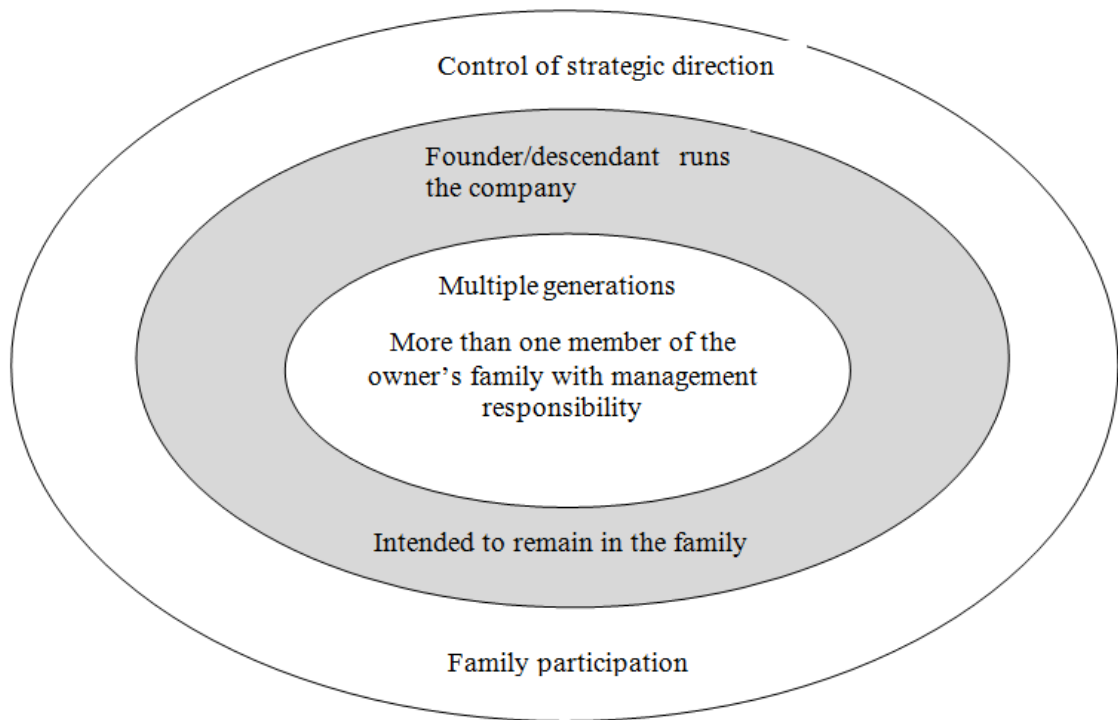 Control of strategic direction
Founder/descendant runs
the company
Multiple generations
More than one member of the
owner's family with management
responsibility
Intended to remain in the family
Family participation